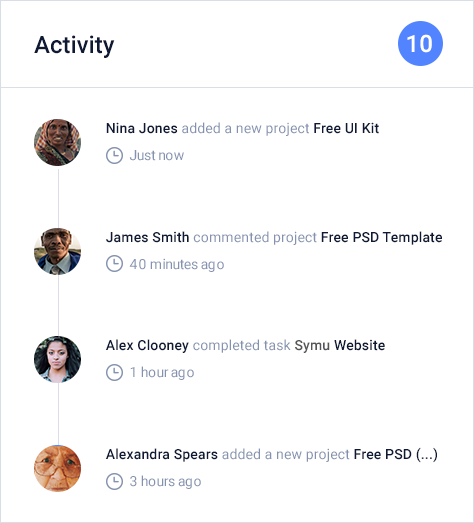 Activity
10
Nina Jones added a new project Free UI Kit
Just now
James Smith commented project Free PSD Template
40 minutes ago
Alex Clooney completed task Symu Website
1 hour ago
Alexandra Spears added a new project Free PSD (...)
3 hours ago